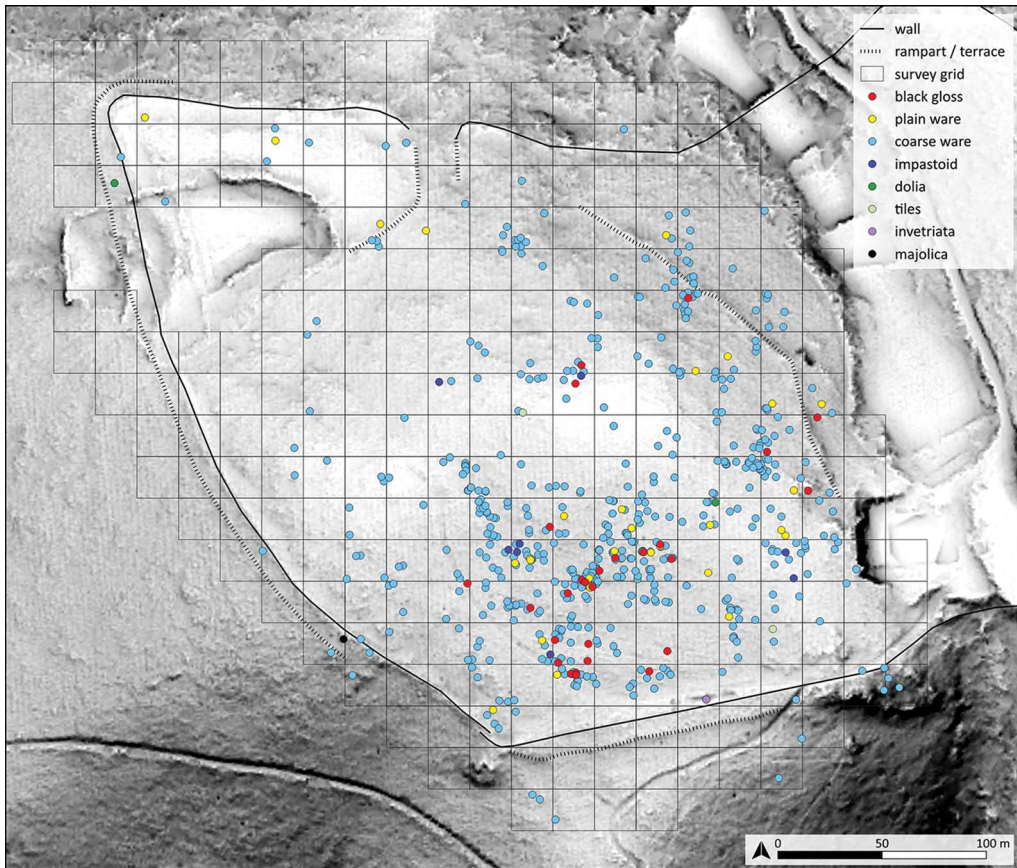 wall
rampart / terrace
survey grid
black gloss
plain ware
coarse ware
impastoid
dolia
tiles
invetriata
majolica
0 50 100 m